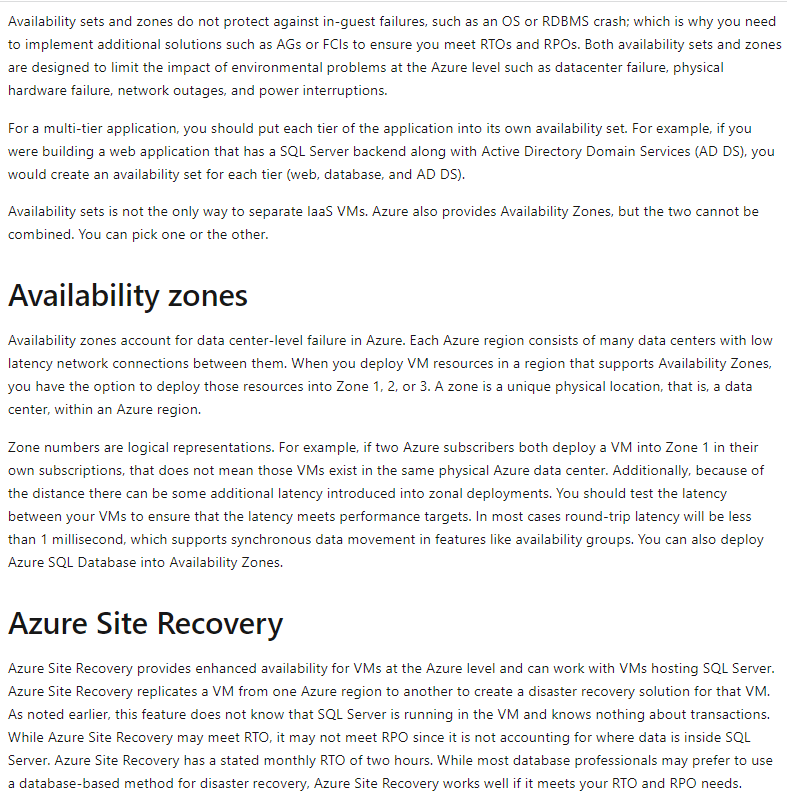 Availability sets and zones do not protect against in-guest failures, such as an OS or RDBMS crash; which is why you need
to implement additional solutions such as AGs or FCIs to ensure you meet RTOs and RPOs. Both availability sets and zones
are designed to limit the impact of environmental problems at the Azure level such as datacenter failure, physical
hardware failure, network outages, and power interruptions.
For a multi-tier application, you should put each tier of the application into its own availability set. For example, if you
were building a web application that has a SQL Server backend along with Active Directory Domain Services (AD DS), you
would create an availability set for each tier (web, database, and AD DS).
Availability sets is not the only way to separate IaaS VMs. Azure also provides Availability Zones, but the two cannot be
combined. You can pick one or the other.
Availability zones
Availability zones account for data center-level failure in Azure. Each Azure region consists of many data centers with low
latency network connections between them. When you deploy VM resources in a region that supports Availability Zones,
you have the option to deploy those resources into Zone 1, 2, or 3. A zone is a unique physical location, that is, a data
center, within an Azure region.
Zone numbers are logical representations. For example, if two Azure subscribers both deploy a VM into Zone 1 in their
own subscriptions, that does not mean those VMs exist in the same physical Azure data center. Additionally, because of
the distance there can be some additional latency introduced into zonal deployments. You should test the latency
between your VMs to ensure that the latency meets performance targets. In most cases round-trip latency will be less
than 1 millisecond, which supports synchronous data movement in features like availability groups. You can also deploy
Azure SQL Database into Availability Zones.
Azure Site Recovery
Azure Site Recovery provides enhanced availability for VMs at the Azure level and can work with VMs hosting SQL Server.
Azure Site Recovery replicates a VM from one Azure region to another to create a disaster recovery solution for that VM.
As noted earlier, this feature does not know that SQL Server is running in the VM and knows nothing about transactions.
While Azure Site Recovery may meet RTO, it may not meet RPO since it is not accounting for where data is inside SQL
Server. Azure Site Recovery has a stated monthly RTO of two hours. While most database professionals may prefer to use
a database-based method for disaster recovery, Azure Site Recovery works well if it meets your RTO and RPO needs.